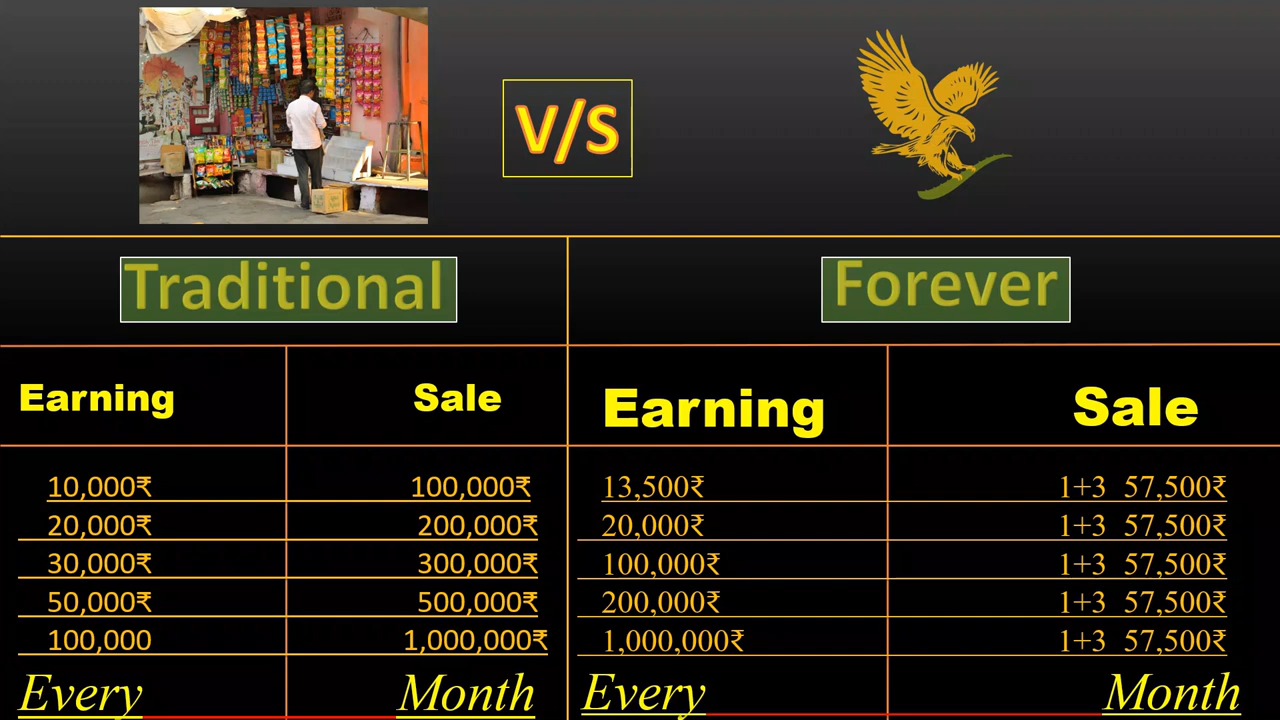 V/S
Traditional Forever
Earning Sale Earning Sale
10,000₹ 100,000₹ 13,500₹ 1+3 57,500₹
20,000₹ 200,000₹ 20,000₹ 1+3 57,500₹
30,000₹ 300,000₹ 100,000₹ 1+3 57,500₹
50,000₹ 500,000₹ 200,000₹ 1+3 57,500₹
100,000 1,000,000₹ 1,000,000₹ 1+3 57,500₹
Every Month Every Month